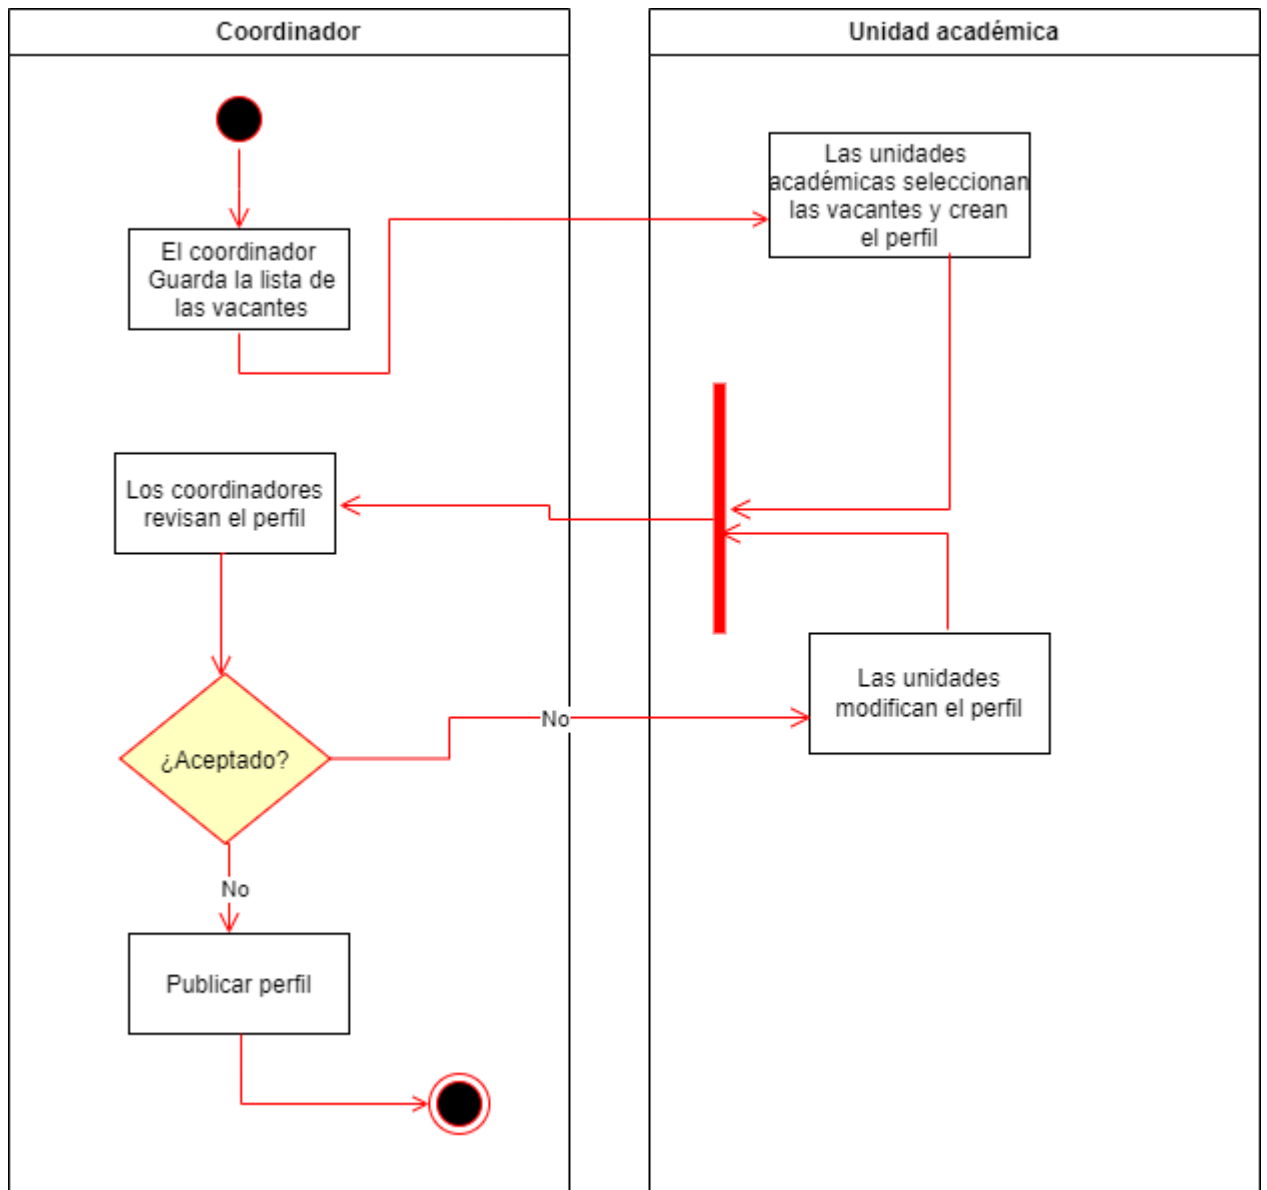 Coordinador
Unidad académica
El coordinador
Guarda la lista de
las vacantes
Las unidades
académicas seleccionan
las vacantes y crean
el perfil
Los coordinadores
revisan el perfil
¿Aceptado?
No
Las unidades
modifican el perfil
No
Publicar perfil